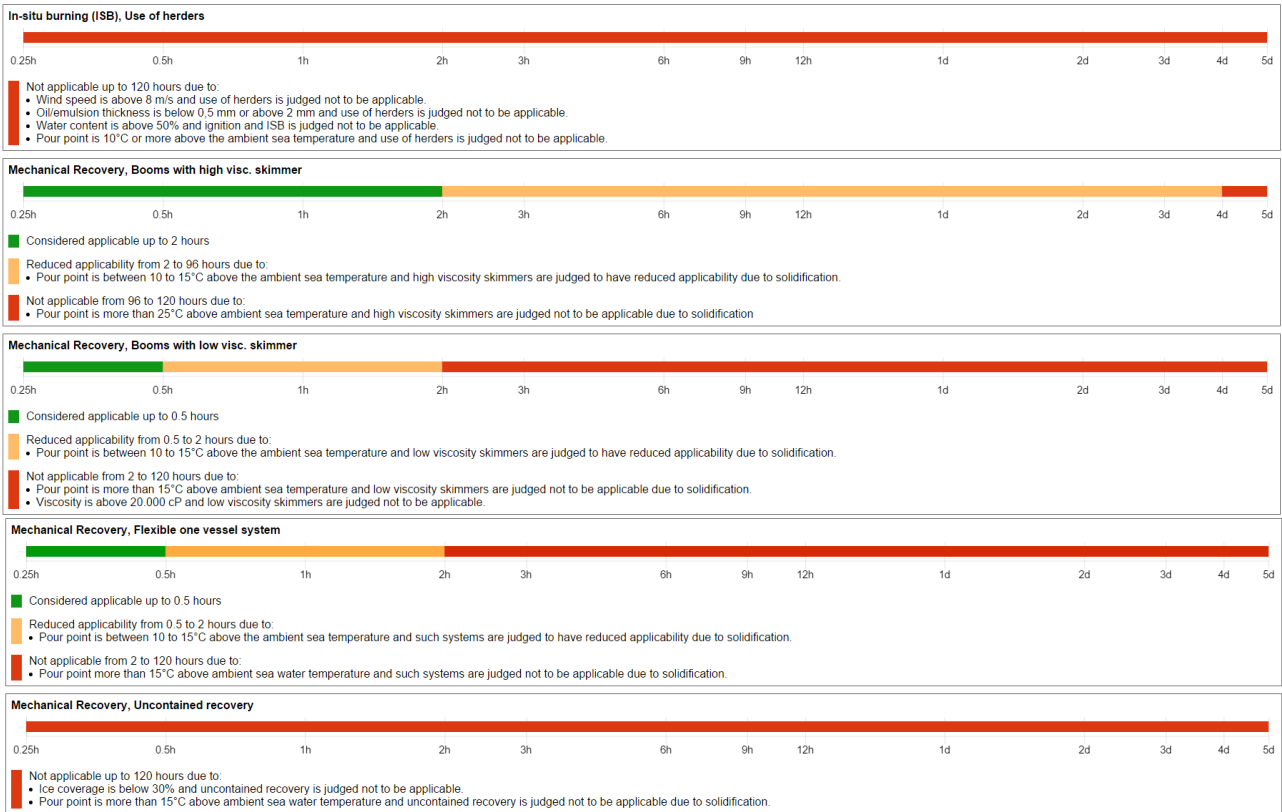 In-situ burning (ISB), Use of herders
0.25h 0.5h 1h 2h 3h 6h 9h 12h 1d 2d 3d 4d 5d
Not applicable up to 120 hours due to:
• Wind speed is above 8 m/s and use of herders is judged not to be applicable.
• Oil/emulsion thickness is below 0,5 mm or above 2 mm and use of herders is judged not to be applicable.
• Water content is above 50% and ignition and ISB is judged not to be applicable.
• Pour point is 10°C or more above the ambient sea temperature and use of herders is judged not to be applicable.
Mechanical Recovery, Booms with high visc. skimmer
0.25h 0.5h 1h 2h 3h 6h 9h 12h 1d 2d 3d 4d 5d
Considered applicable up to 2 hours
Reduced applicability from 2 to 96 hours due to:
• Pour point is between 10 to 15°C above the ambient sea temperature and high viscosity skimmers are judged to have reduced applicability due to solidification.
Not applicable from 96 to 120 hours due to:
• Pour point is more than 25°C above ambient sea temperature and high viscosity skimmers are judged not to be applicable due to solidification
Mechanical Recovery, Booms with low visc. skimmer
0.25h 0.5h 1h 2h 3h 6h 9h 12h 1d 2d 3d 4d 5d
Considered applicable up to 0.5 hours
Reduced applicability from 0.5 to 2 hours due to:
• Pour point is between 10 to 15°C above the ambient sea temperature and low viscosity skimmers are judged to have reduced applicability due to solidification.
Not applicable from 2 to 120 hours due to:
• Pour point is more than 15°C above ambient sea temperature and low viscosity skimmers are judged not to be applicable due to solidification.
• Viscosity is above 20.000 cP and low viscosity skimmers are judged not to be applicable.
Mechanical Recovery, Flexible one vessel system
0.25h 0.5h 1h 2h 3h 6h 9h 12h 1d 2d 3d 4d 5d
Considered applicable up to 0.5 hours
Reduced applicability from 0.5 to 2 hours due to:
• Pour point is between 10 to 15°C above the ambient sea temperature and such systems are judged to have reduced applicability due to solidification.
Not applicable from 2 to 120 hours due to:
• Pour point more than 15°C above ambient sea water temperature and such systems are judged not to be applicable due to solidification.
Mechanical Recovery, Uncontained recovery
0.25h 0.5h 1h 2h 3h 6h 9h 12h 1d 2d 3d 4d 5d
Not applicable up to 120 hours due to:
• Ice coverage is below 30% and uncontained recovery is judged not to be applicable.
• Pour point is more than 15°C above ambient sea water temperature and uncontained recovery is judged not to be applicable due to solidification.